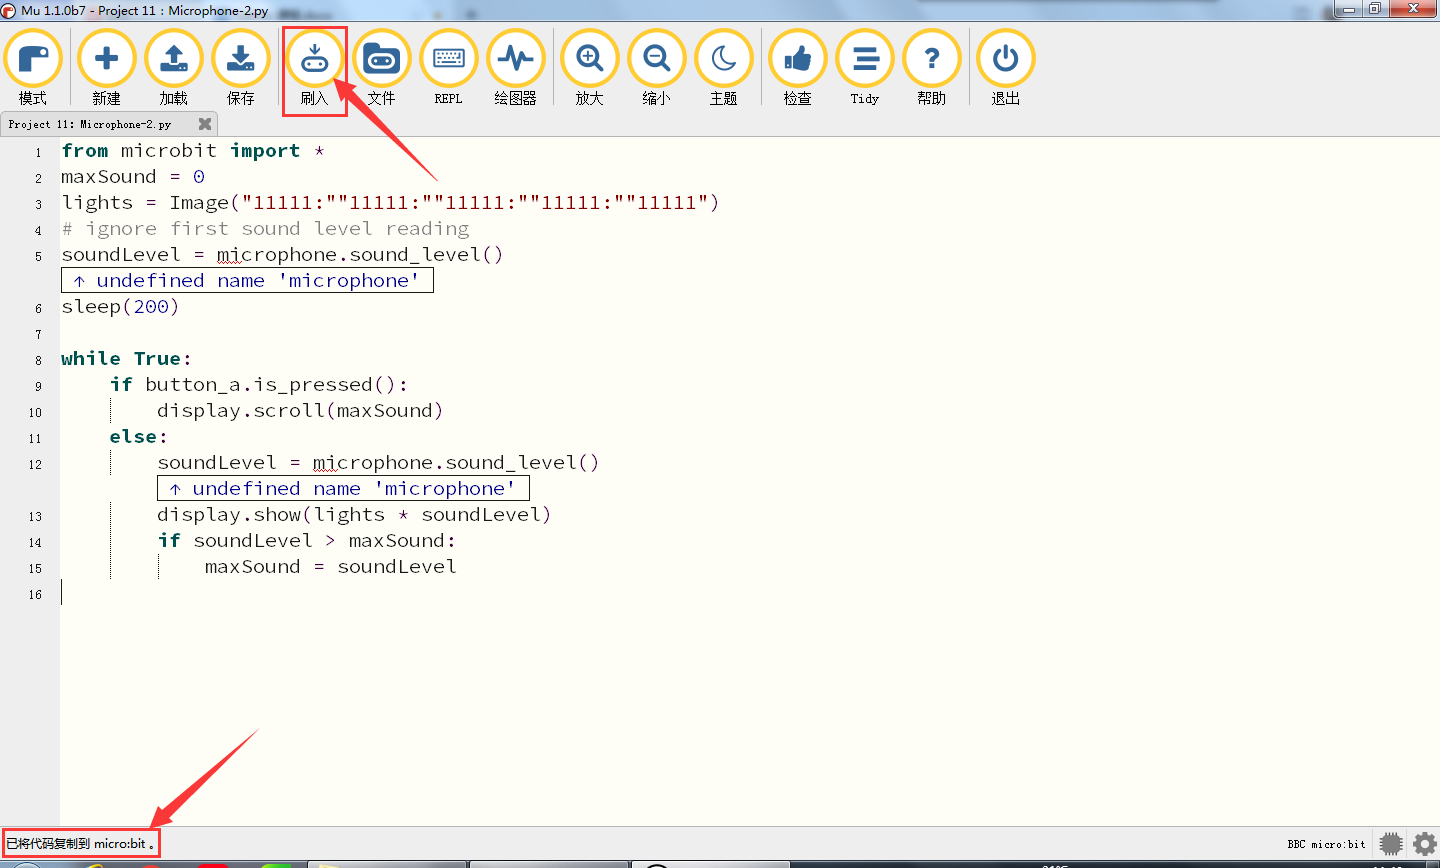 Mu 1.1.0b7 - Project 11：Microphone-2.py
模式 新建 加载 保存 刷入 文件 REPL 绘图器 放大 缩小 主题 检查 Tidy 帮助 退出
Project 11：Microphone-2.py
1 from microbit import *
2 maxSound = 0
3 lights = Image("11111:""11111:""11111:""11111:""11111")
4 # ignore first sound level reading
5 soundLevel = microphone.sound_level()
↑ undefined name 'microphone'
6 sleep(200)
7
8 while True:
9 if button_a.is_pressed():
10 display.scroll(maxSound)
11 else:
12 soundLevel = microphone.sound_level()
↑ undefined name 'microphone'
13 display.show(lights * soundLevel)
14 if soundLevel > maxSound:
15 maxSound = soundLevel
16
已将代码复制到 micro:bit 。
BBC micro:bit